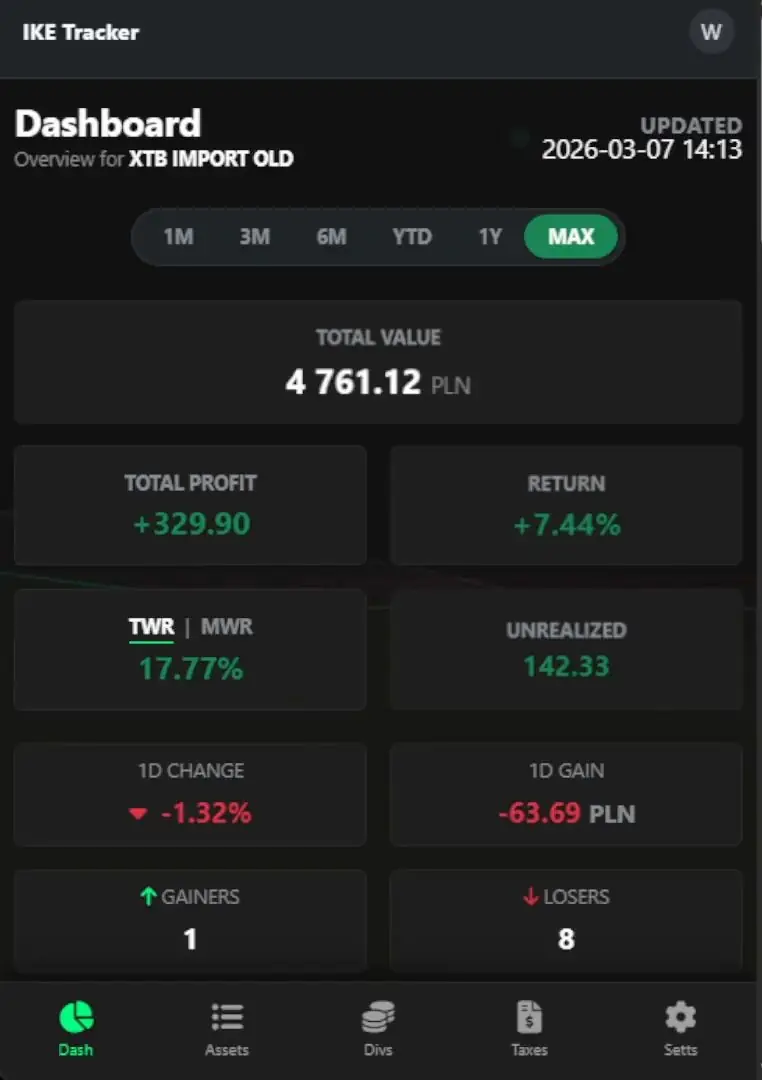 IKE Tracker
W
Dashboard
Overview for XTB IMPORT OLD
UPDATED
2026-03-07 14:13
1M 3M 6M YTD 1Y MAX
TOTAL VALUE
4 761.12 PLN
TOTAL PROFIT
+329.90
RETURN
+7.44%
TWR | MWR
17.77%
UNREALIZED
142.33
1D CHANGE
-1.32%
1D GAIN
-63.69 PLN
GAINERS
1
LOSERS
8
Dash Assets Divs Taxes Setts